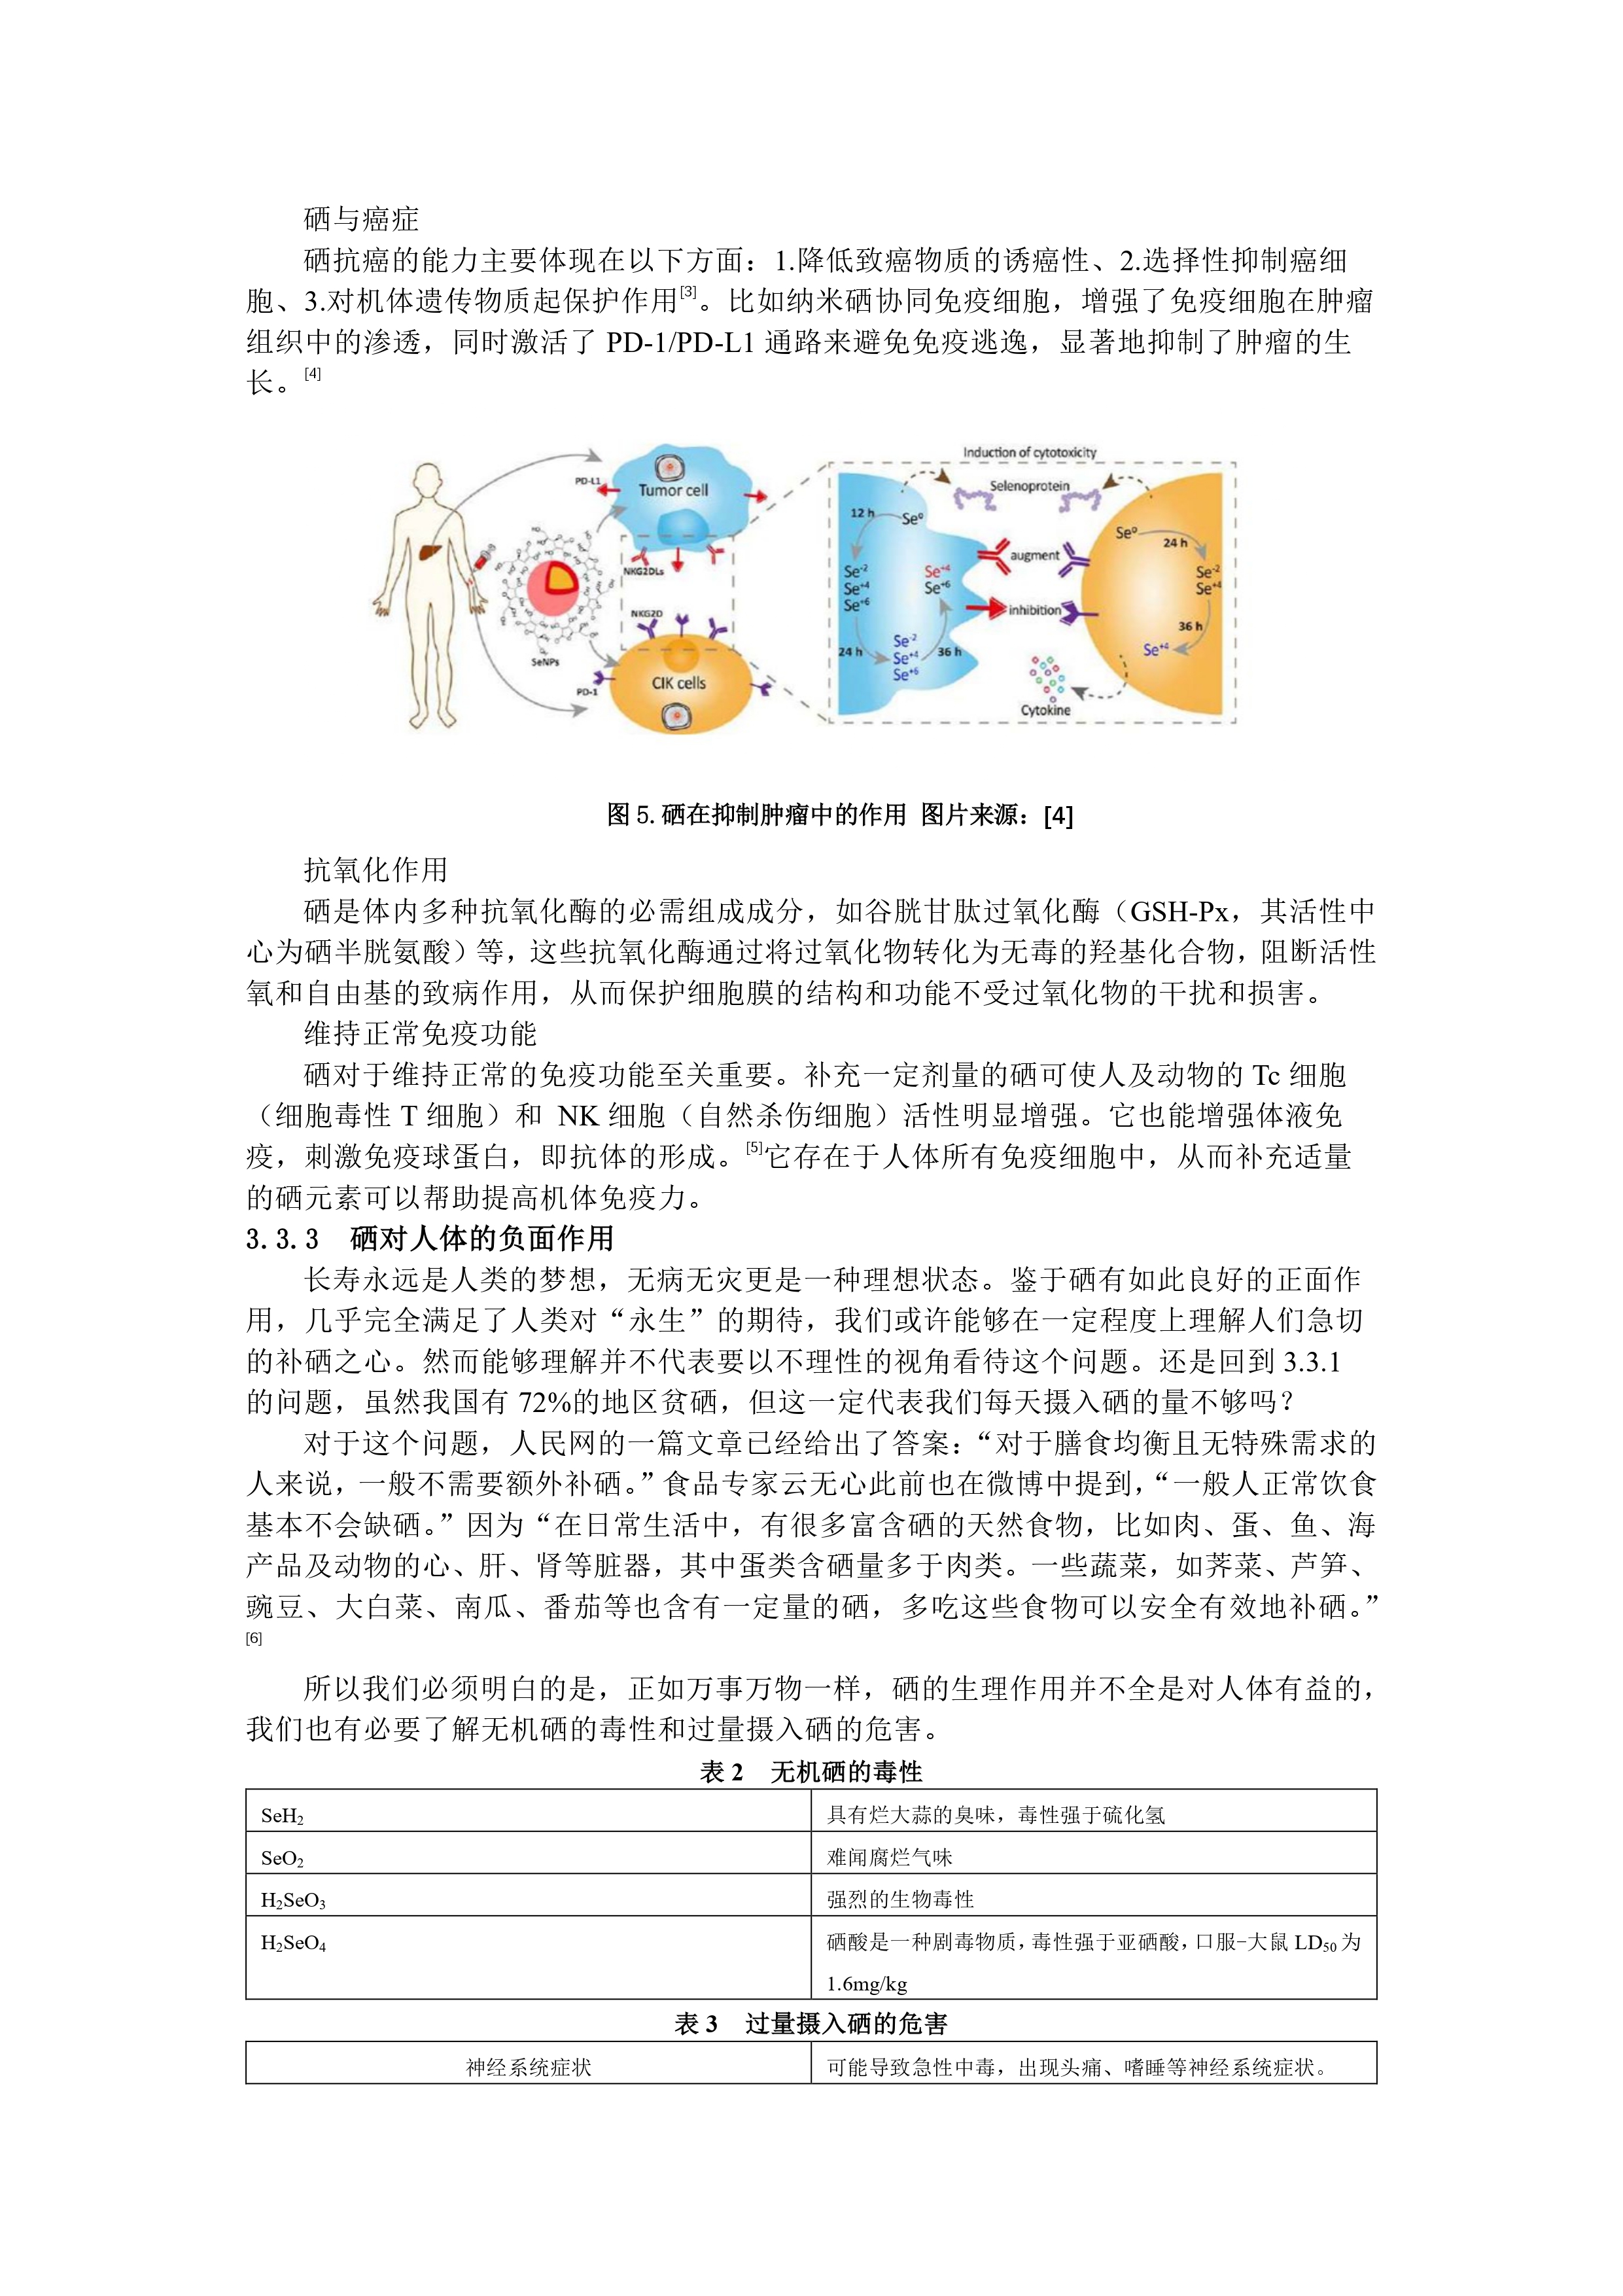 硒与癌症
硒抗癌的能力主要体现在以下方面：1.降低致癌物质的诱癌性、2.选择性抑制癌细
胞、3.对机体遗传物质起保护作用[3]。比如纳米硒协同免疫细胞，增强了免疫细胞在肿瘤
组织中的渗透，同时激活了 PD-1/PD-L1 通路来避免免疫逃逸，显著地抑制了肿瘤的生
长。[4]
Induction of cytotoxicity
PD-L1
Tumor cell
Selenoprotein
12 h
Se⁰
Se⁰
24 h
augment
NKG2DLs
Se⁻²
Se⁺⁴
Se⁺⁶
Se⁺⁴
Se⁺⁶
Se⁻²
Se⁺⁴
inhibition
NKG2D
36 h
SeNPs
24 h
Se⁻²
Se⁺⁴
Se⁺⁶
36 h
Se⁺⁴
PD-1
CIK cells
Cytokine
图 5. 硒在抑制肿瘤中的作用 图片来源：[4]
抗氧化作用
硒是体内多种抗氧化酶的必需组成成分，如谷胱甘肽过氧化酶（GSH-Px，其活性中
心为硒半胱氨酸）等，这些抗氧化酶通过将过氧化物转化为无毒的羟基化合物，阻断活性
氧和自由基的致病作用，从而保护细胞膜的结构和功能不受过氧化物的干扰和损害。
维持正常免疫功能
硒对于维持正常的免疫功能至关重要。补充一定剂量的硒可使人及动物的 Tc 细胞
（细胞毒性 T 细胞）和 NK 细胞（自然杀伤细胞）活性明显增强。它也能增强体液免
疫，刺激免疫球蛋白，即抗体的形成。[5]它存在于人体所有免疫细胞中，从而补充适量
的硒元素可以帮助提高机体免疫力。
3.3.3 硒对人体的负面作用
长寿永远是人类的梦想，无病无灾更是一种理想状态。鉴于硒有如此良好的正面作
用，几乎完全满足了人类对“永生”的期待，我们或许能够在一定程度上理解人们急切
的补硒之心。然而能够理解并不代表要以不理性的视角看待这个问题。还是回到 3.3.1
的问题，虽然我国有 72%的地区贫硒，但这一定代表我们每天摄入硒的量不够吗？
对于这个问题，人民网的一篇文章已经给出了答案：“对于膳食均衡且无特殊需求的
人来说，一般不需要额外补硒。”食品专家云无心此前也在微博中提到，“一般人正常饮食
基本不会缺硒。”因为“在日常生活中，有很多富含硒的天然食物，比如肉、蛋、鱼、海
产品及动物的心、肝、肾等脏器，其中蛋类含硒量多于肉类。一些蔬菜，如荠菜、芦笋、
豌豆、大白菜、南瓜、番茄等也含有一定量的硒，多吃这些食物可以安全有效地补硒。”
[6]
所以我们必须明白的是，正如万事万物一样，硒的生理作用并不全是对人体有益的，
我们也有必要了解无机硒的毒性和过量摄入硒的危害。
表 2 无机硒的毒性
SeH₂ 具有烂大蒜的臭味，毒性强于硫化氢
SeO₂ 难闻腐烂气味
H₂SeO₃ 强烈的生物毒性
H₂SeO₄ 硒酸是一种剧毒物质，毒性强于亚硒酸，口服-大鼠 LD₅₀ 为
1.6mg/kg
表 3 过量摄入硒的危害
神经系统症状 可能导致急性中毒，出现头痛、嗜睡等神经系统症状。